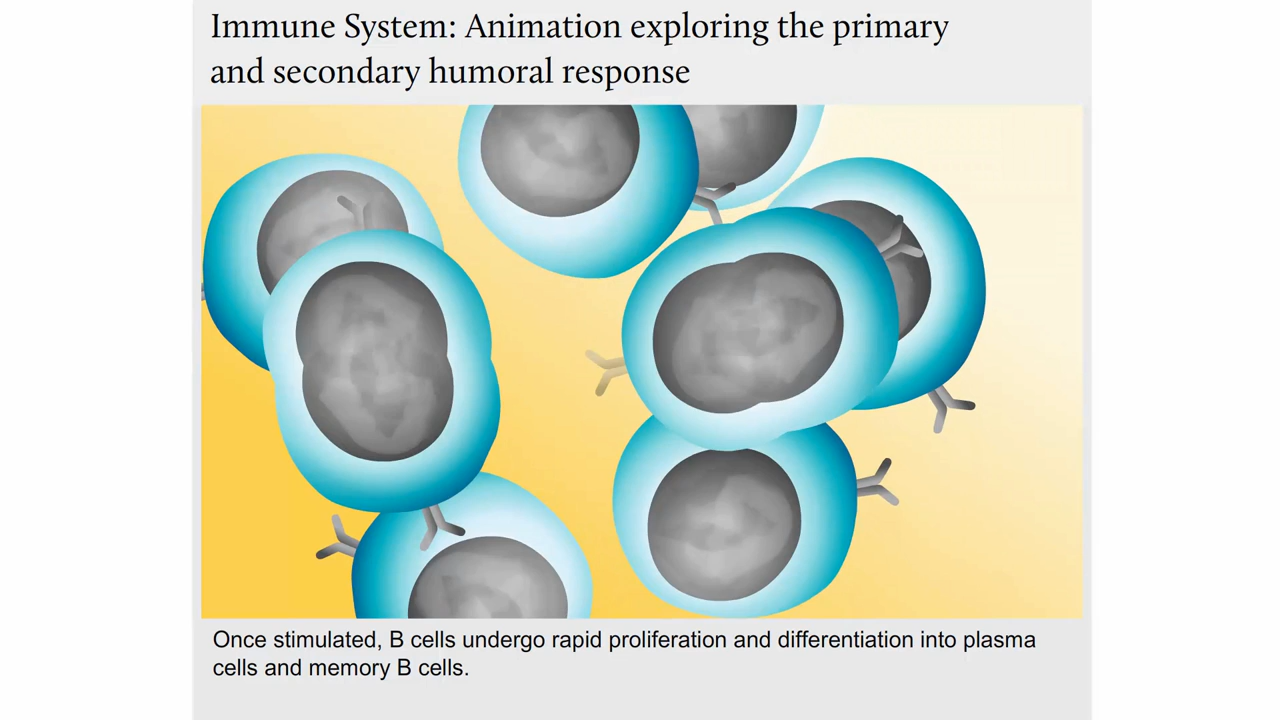 Immune System: Animation exploring the primary
and secondary humoral response
Once stimulated, B cells undergo rapid proliferation and differentiation into plasma
cells and memory B cells.